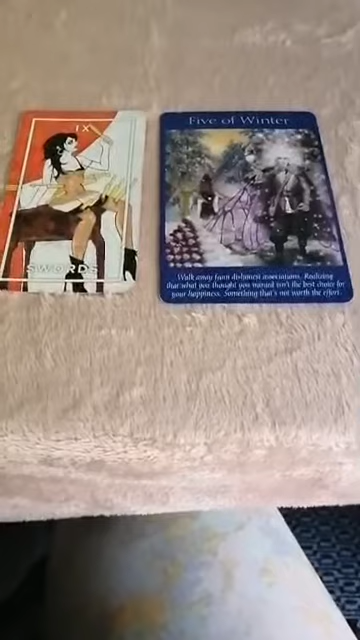 IX
SWORDS
Five of Winter
Walk away from dishonest associations. Realizing
that what you thought you wanted isn't the best choice for
your happiness. Something that's not worth the effort.